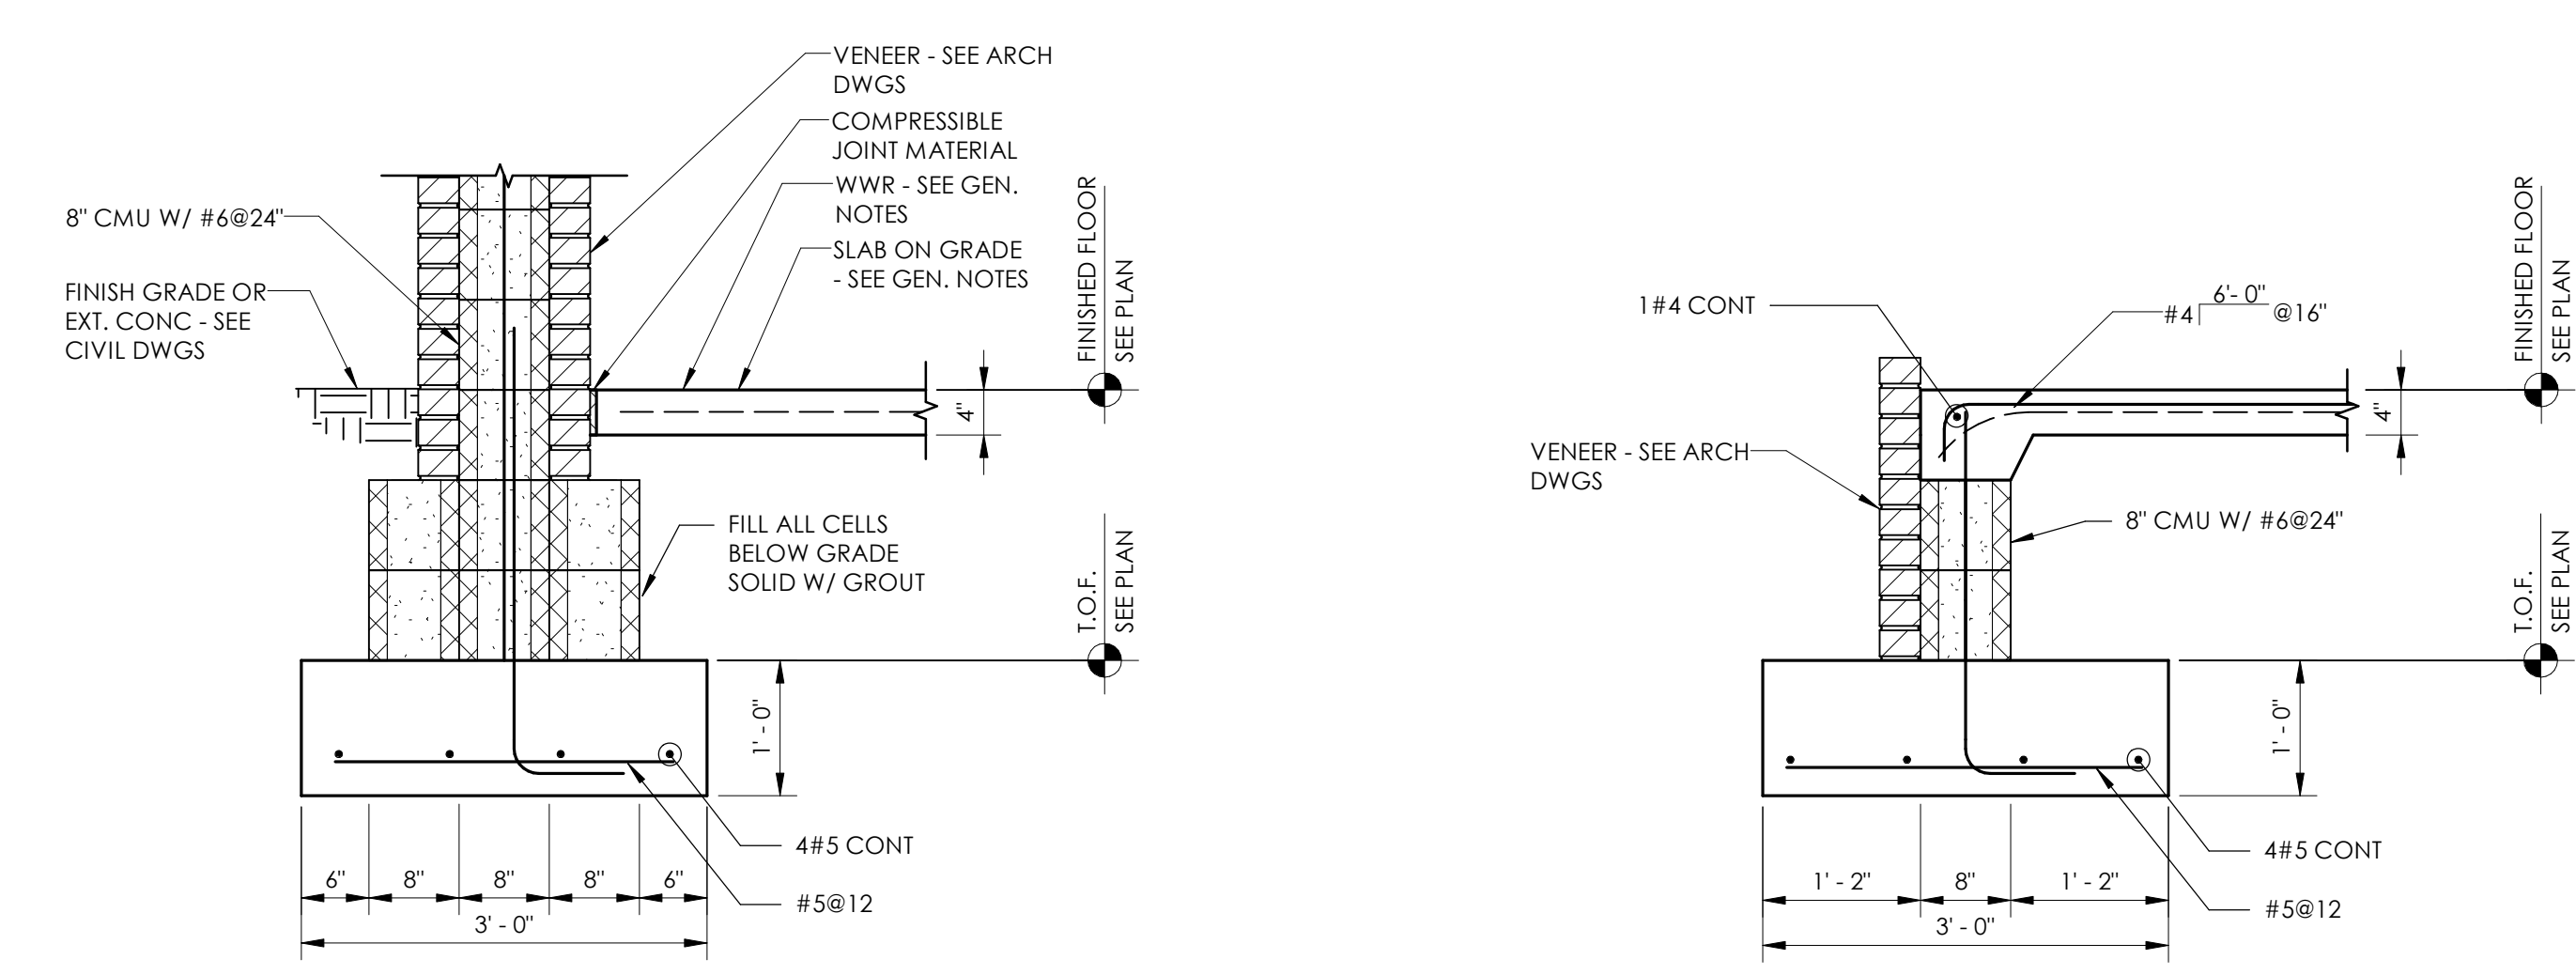 VENEER - SEE ARCH
DWGS
COMPRESSIBLE
JOINT MATERIAL
WWR - SEE GEN.
NOTES
SLAB ON GRADE
- SEE GEN. NOTES
8" CMU W/ #6@24"
FINISH GRADE OR
EXT. CONC - SEE
CIVIL DWGS
FINISHED FLOOR
SEE PLAN
4"
FILL ALL CELLS
BELOW GRADE
SOLID W/ GROUT
T.O.F.
SEE PLAN
1' - 0"
4#5 CONT
#5@12
6" 8" 8" 8" 6"
3' - 0"
1#4 CONT
6'- 0"
#4 @16"
FINISHED FLOOR
SEE PLAN
4"
VENEER - SEE ARCH
DWGS
8" CMU W/ #6@24"
T.O.F.
SEE PLAN
1' - 0"
4#5 CONT
#5@12
1' - 2" 8" 1' - 2"
3' - 0"